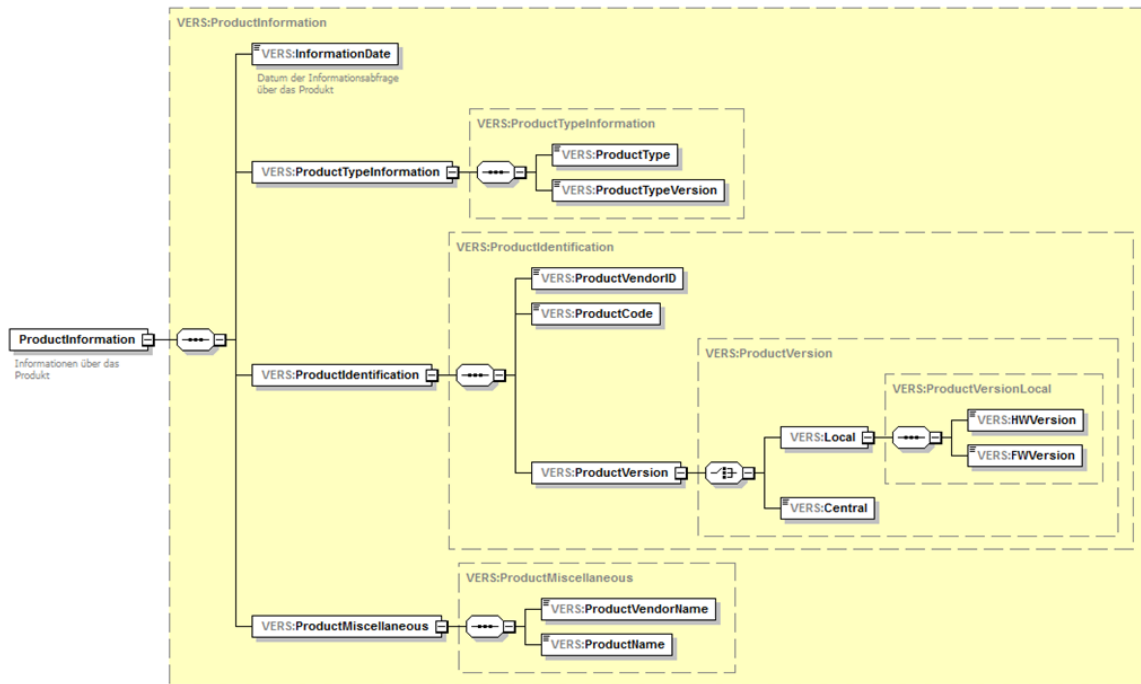 VERS:ProductInformation
VERS:InformationDate
Datum der Informationsabfrage
über das Produkt
VERS:ProductTypeInformation
VERS:ProductTypeInformation
VERS:ProductType
VERS:ProductTypeVersion
VERS:ProductIdentification
VERS:ProductVendorID
VERS:ProductCode
ProductInformation
Informationen über das
Produkt
VERS:ProductIdentification
VERS:ProductVersion
VERS:ProductVersion
VERS:ProductVersionLocal
VERS:Local
VERS:HWVersion
VERS:FWVersion
VERS:Central
VERS:ProductMiscellaneous
VERS:ProductMiscellaneous
VERS:ProductVendorName
VERS:ProductName